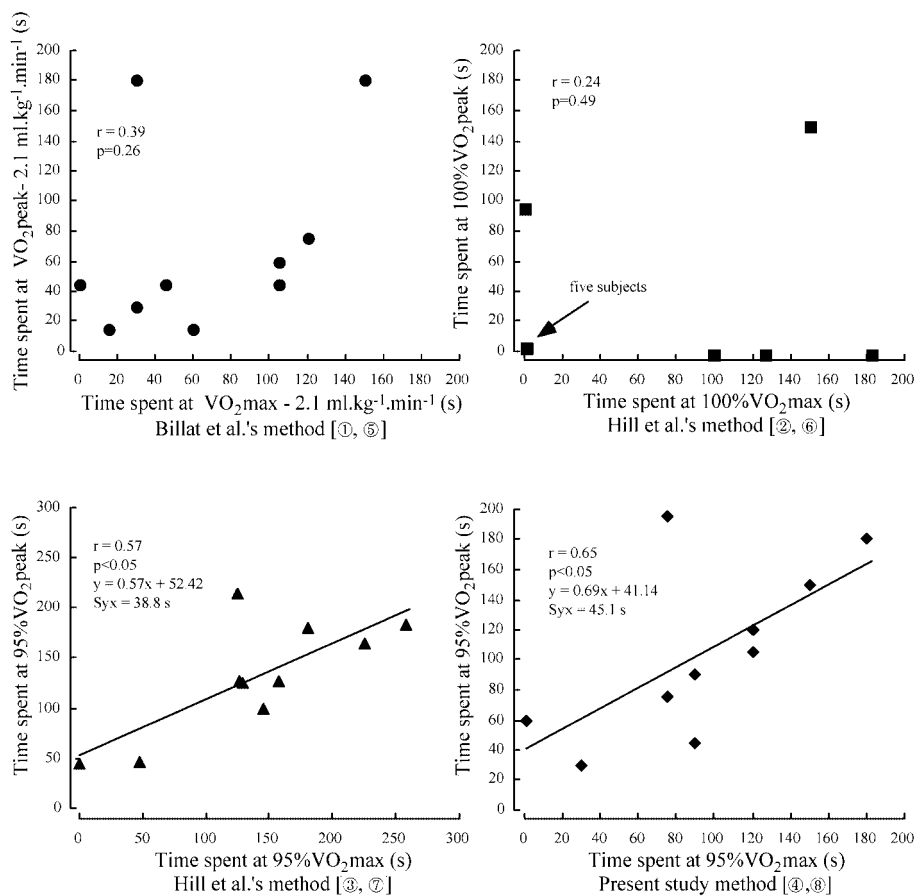 Time spent at VO₂peak- 2.1 ml.kg⁻¹.min⁻¹ (s)
200
180
160
140
120
100
80
60
40
20
0
r = 0.39
p=0.26
0 20 40 60 80 100 120 140 160 180 200
Time spent at VO₂max - 2.1 ml.kg⁻¹.min⁻¹ (s)
Billat et al.'s method [①, ⑤]
Time spent at 100%VO₂peak (s)
200
180
160
140
120
100
80
60
40
20
0
r = 0.24
p=0.49
five subjects
0 20 40 60 80 100 120 140 160 180 200
Time spent at 100%VO₂max (s)
Hill et al.'s method [②, ⑥]
Time spent at 95%VO₂peak (s)
300
250
200
150
100
50
0
r = 0.57
p<0.05
y = 0.57x + 52.42
Syx = 38.8 s
0 50 100 150 200 250 300
Time spent at 95%VO₂max (s)
Hill et al.'s method [③, ⑦]
Time spent at 95%VO₂peak (s)
200
180
160
140
120
100
80
60
40
20
0
r = 0.65
p<0.05
y = 0.69x + 41.14
Syx = 45.1 s
0 20 40 60 80 100 120 140 160 180 200
Time spent at 95%VO₂max (s)
Present study method [④,⑧]